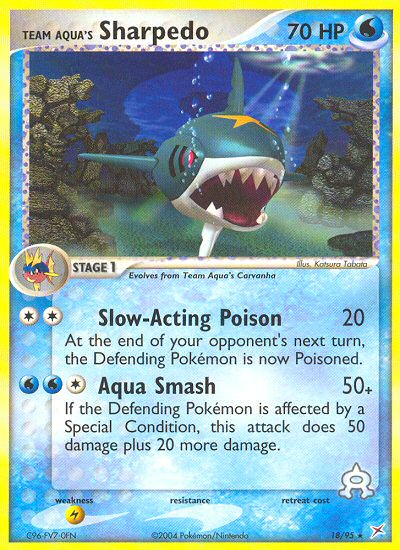 TEAM AQUA'S Sharpedo 70 HP
Illus. Katsura Tabata
STAGE 1
Evolves from Team Aqua's Carvanha
Slow-Acting Poison 20
At the end of your opponent's next turn,
the Defending Pokémon is now Poisoned.
Aqua Smash 50+
If the Defending Pokémon is affected by a
Special Condition, this attack does 50
damage plus 20 more damage.
weakness resistance retreat cost
C96-FV7-0FN ©2004 Pokémon/Nintendo 18/95 ★